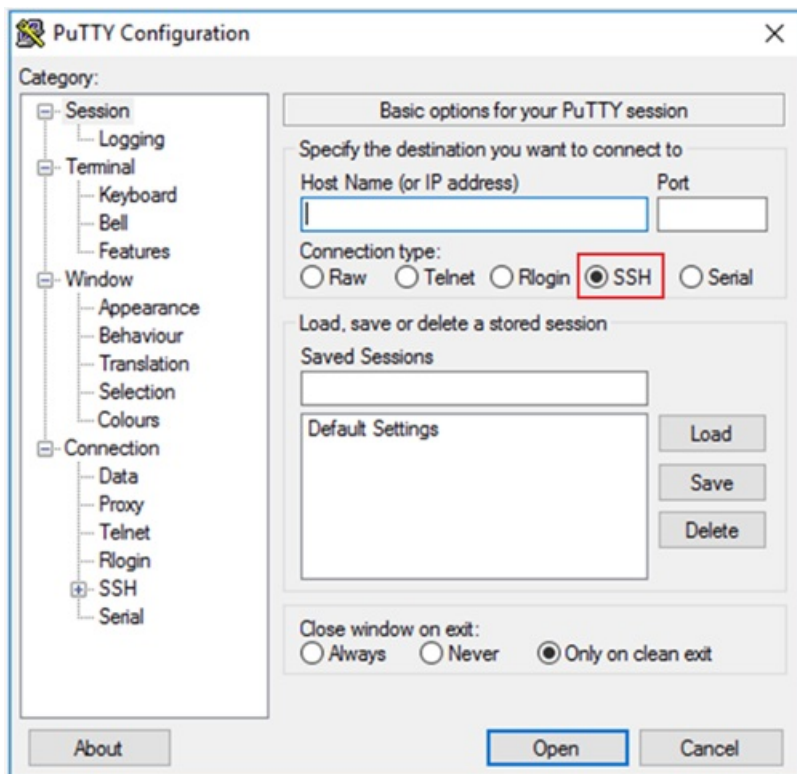 PuTTY Configuration
Category:
Session
Logging
Terminal
Keyboard
Bell
Features
Window
Appearance
Behaviour
Translation
Selection
Colours
Connection
Data
Proxy
Telnet
Rlogin
SSH
Serial
Basic options for your PuTTY session
Specify the destination you want to connect to
Host Name (or IP address) Port
Connection type:
Raw Telnet Rlogin SSH Serial
Load, save or delete a stored session
Saved Sessions
Default Settings
Load
Save
Delete
Close window on exit:
Always Never Only on clean exit
About Open Cancel